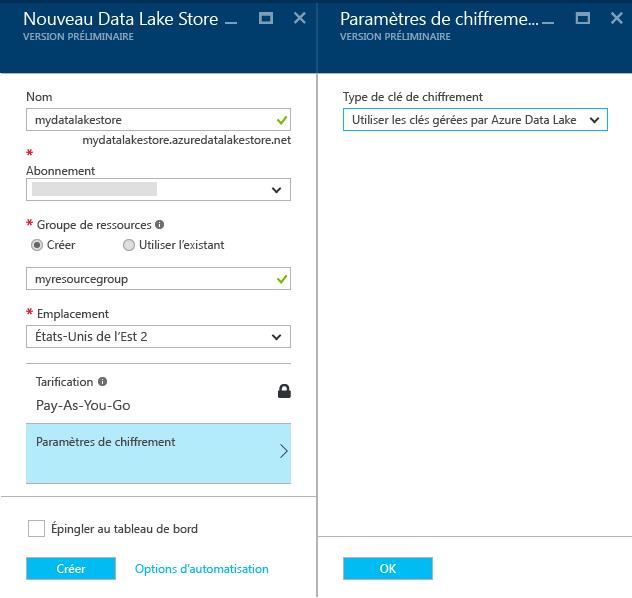 Nouveau Data Lake Store
VERSION PRÉLIMINAIRE
Nom
mydatalakestore
mydatalakestore.azuredatalakestore.net
*
Abonnement
* Groupe de ressources
Créer
Utiliser l'existant
myresourcegroup
* Emplacement
États-Unis de l'Est 2
Tarification
Pay-As-You-Go
Paramètres de chiffrement
Épingler au tableau de bord
Créer
Options d'automatisation
Paramètres de chiffreme...
VERSION PRÉLIMINAIRE
Type de clé de chiffrement
Utiliser les clés gérées par Azure Data Lake
OK